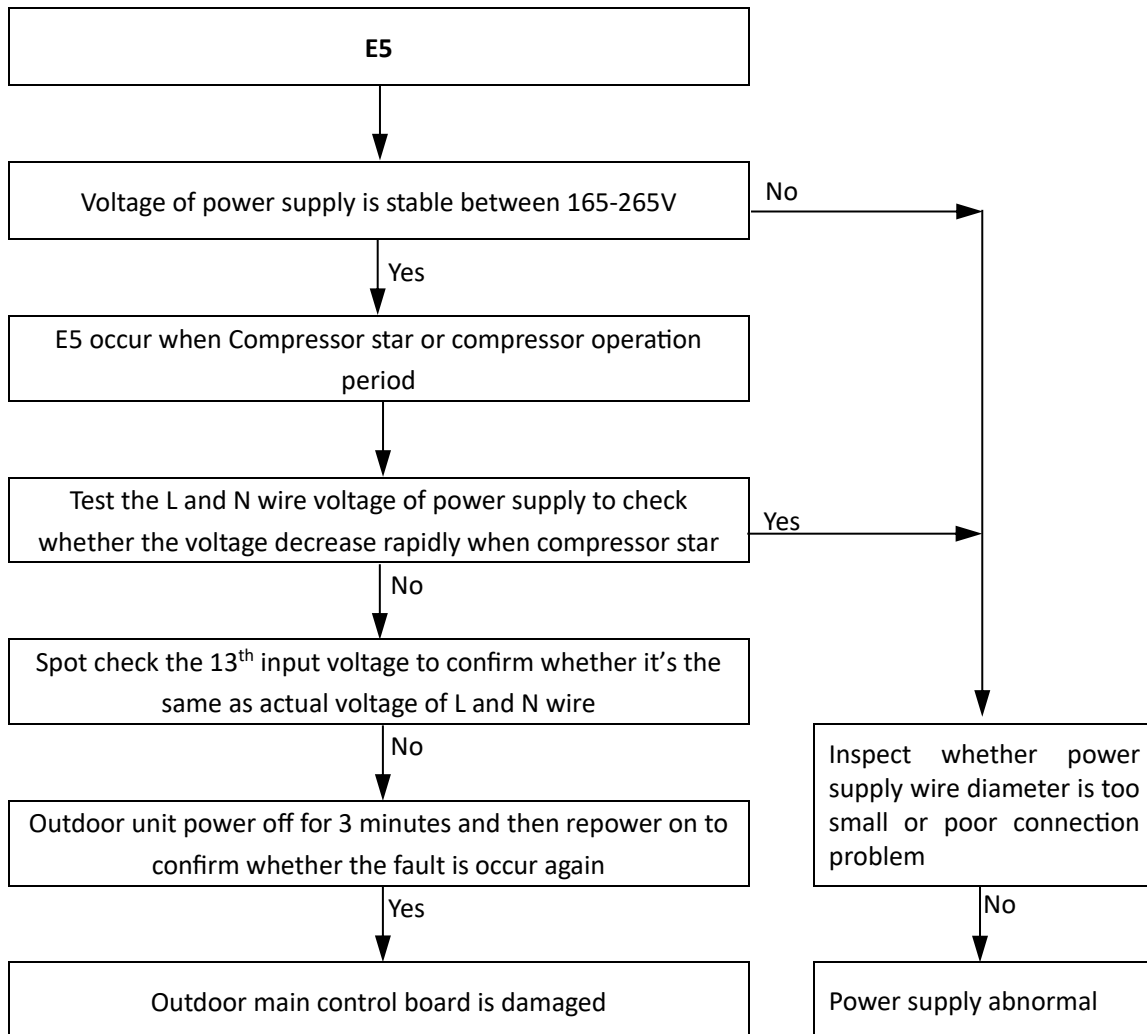 E5
Voltage of power supply is stable between 165-265V
No
Yes
E5 occur when Compressor star or compressor operation
period
Test the L and N wire voltage of power supply to check
whether the voltage decrease rapidly when compressor star
Yes
No
Spot check the 13th input voltage to confirm whether it’s the
same as actual voltage of L and N wire
No
Inspect whether power
supply wire diameter is too
small or poor connection
problem
Outdoor unit power off for 3 minutes and then repower on to
confirm whether the fault is occur again
Yes
No
Outdoor main control board is damaged
Power supply abnormal